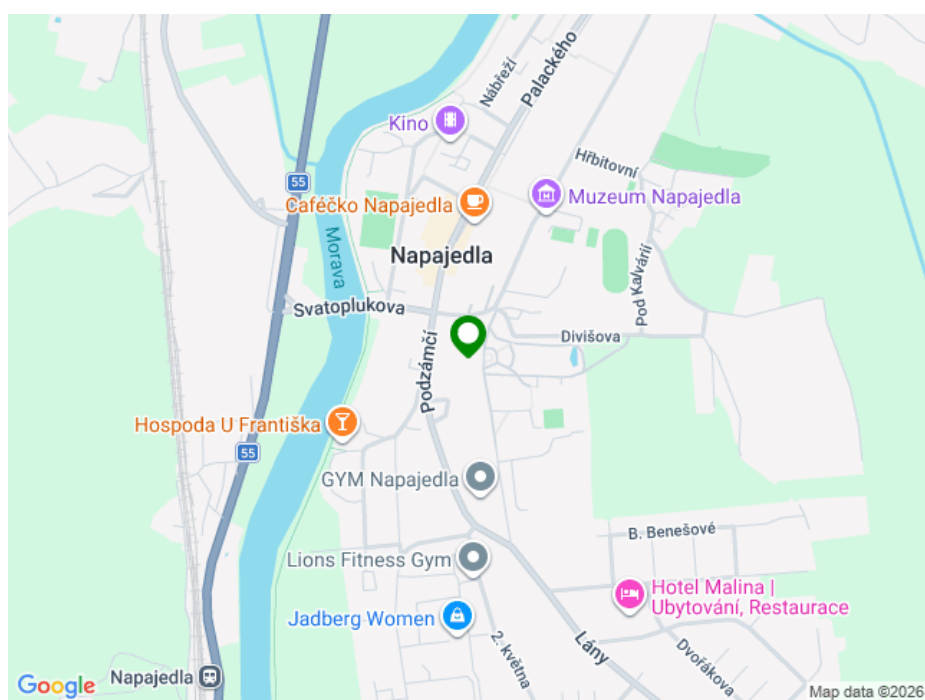 Nábřeží
Palackého
Kino
Hřbitovní
55
Caféčko Napajedla
Muzeum Napajedla
Morava
Napajedla
Pod Kalvárií
Svatoplukova
Divišova
Podzámčí
Hospoda U Františka
55
GYM Napajedla
B. Benešové
Lions Fitness Gym
Hotel Malina |
Ubytování, Restaurace
Jadberg Women
2. května
Lány
Dvořákova
Napajedla
Google
Map data ©2026